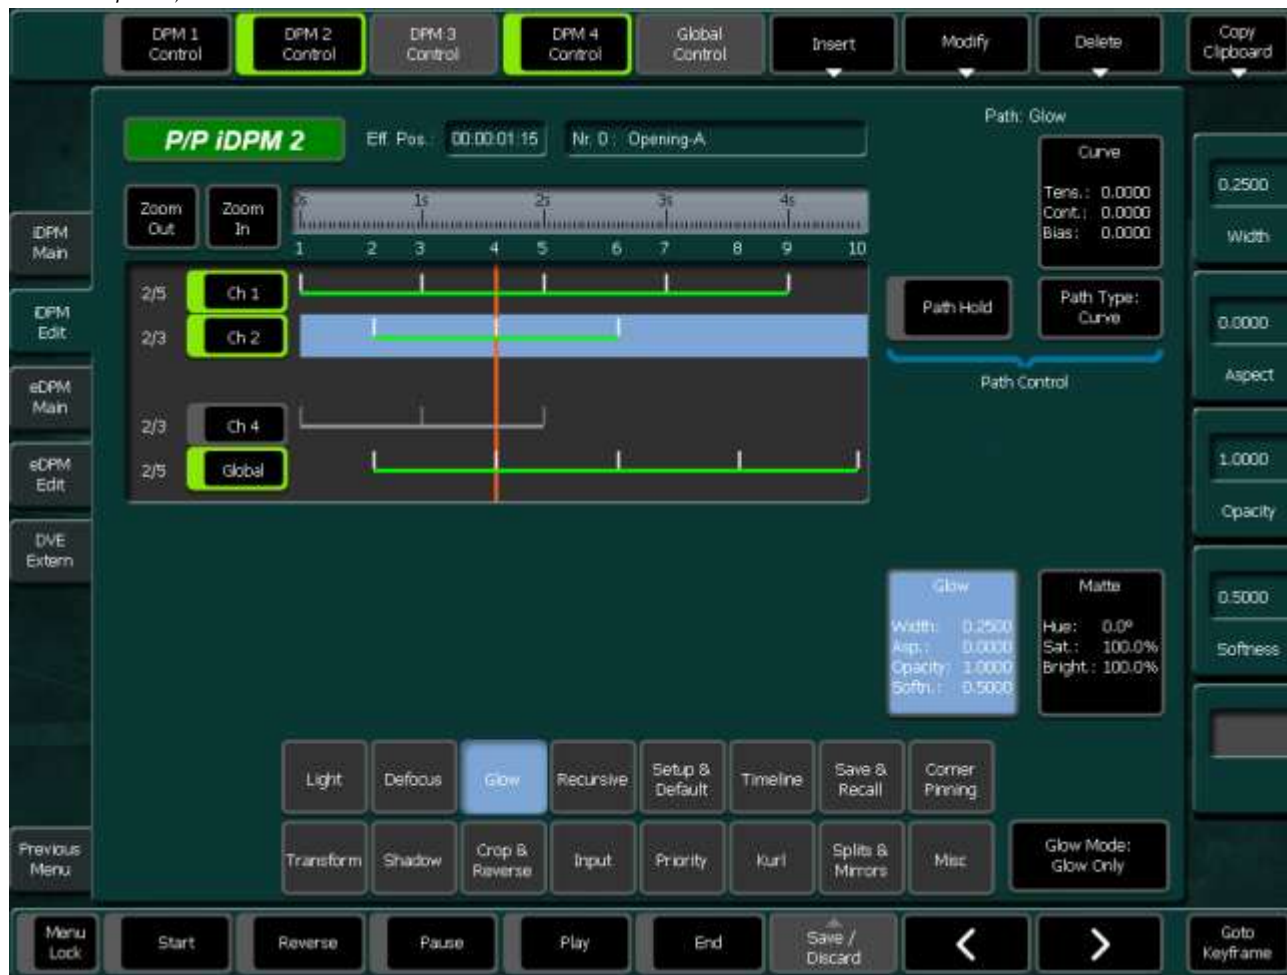 DPM 1
Control
DPM 2
Control
DPM 3
Control
DPM 4
Control
Global
Control
Insert
Modify
Delete
Copy
Clipboard
P/P iDPM 2
Eff. Pos.: 00:00:01:15
Nr. 0 : Opening-A
Path: Glow
Curve
Tens.: 0.0000
Cont.: 0.0000
Bias: 0.0000
Zoom
Out
Zoom
In
0s 1s 2s 3s 4s
1 2 3 4 5 6 7 8 9 10
2/5 Ch 1
2/3 Ch 2
2/3 Ch 4
2/5 Global
Path Hold
Path Type:
Curve
Path Control
iDPM
Main
iDPM
Edit
eDPM
Main
eDPM
Edit
DVE
Extern
Previous
Menu
0.2500
Width
0.0000
Aspect
1.0000
Opacity
0.5000
Softness
Glow
Width: 0.2500
Asp.: 0.0000
Opacity: 1.0000
Softn.: 0.5000
Matte
Hue: 0.0º
Sat.: 100.0%
Bright.: 100.0%
Light
Defocus
Glow
Recursive
Setup &
Default
Timeline
Save &
Recall
Corner
Pinning
Transform
Shadow
Crop &
Reverse
Input
Priority
Kurl
Splits &
Mirrors
Misc
Glow Mode:
Glow Only
Menu
Lock
Start
Reverse
Pause
Play
End
Save /
Discard
<
>
Goto
Keyframe